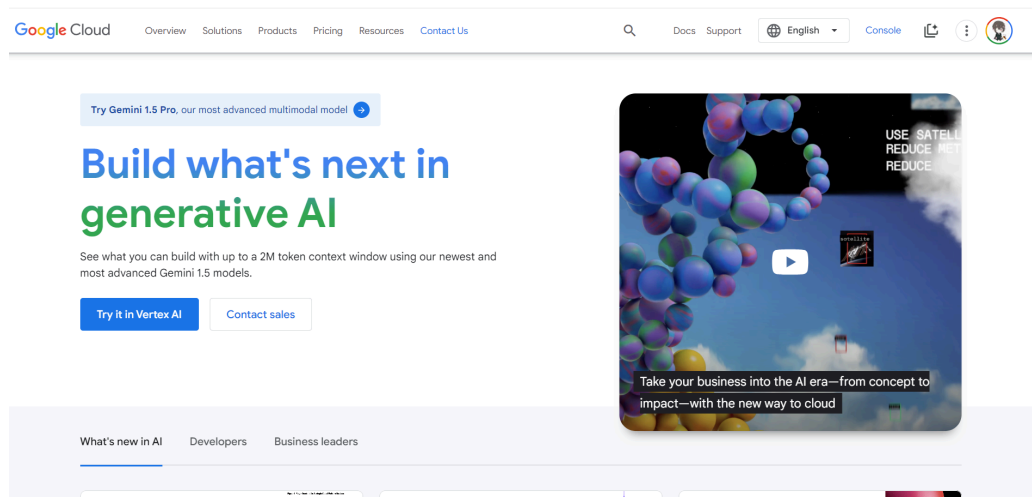 Google Cloud
Overview Solutions Products Pricing Resources Contact Us
Docs Support English Console
Try Gemini 1.5 Pro, our most advanced multimodal model
Build what's next in
generative AI
See what you can build with up to a 2M token context window using our newest and
most advanced Gemini 1.5 models.
Try it in Vertex AI Contact sales
USE SATELL
REDUCE MET
REDUCE
satellite
Take your business into the AI era—from concept to
impact—with the new way to cloud
What's new in AI Developers Business leaders